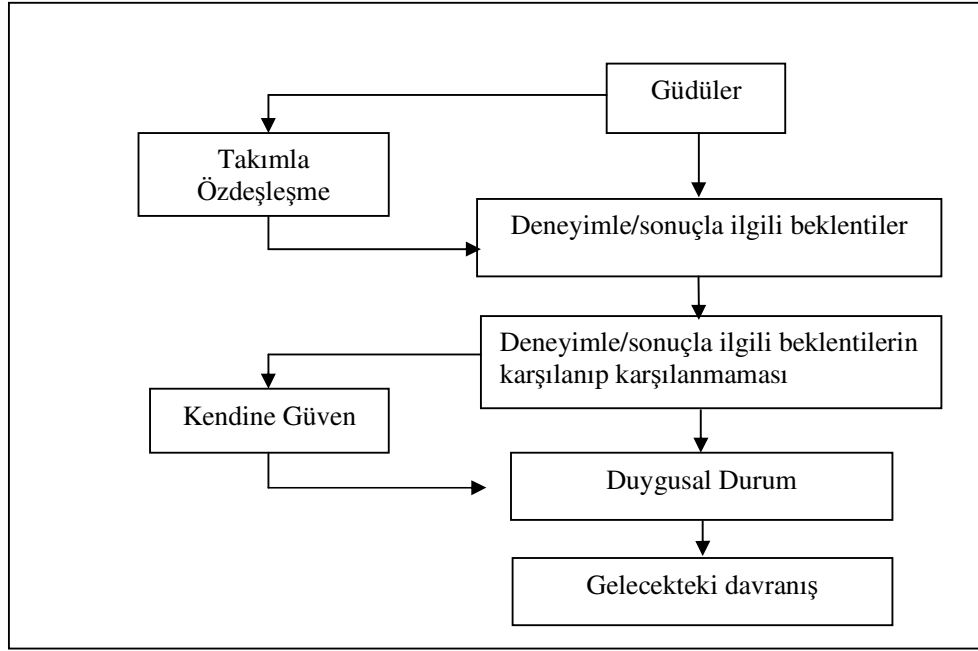 Güdüler
Takımla
Özdeşleşme
Deneyimle/sonuçla ilgili beklentiler
Deneyimle/sonuçla ilgili beklentilerin
karşılanıp karşılanmaması
Kendine Güven
Duygusal Durum
Gelecekteki davranış